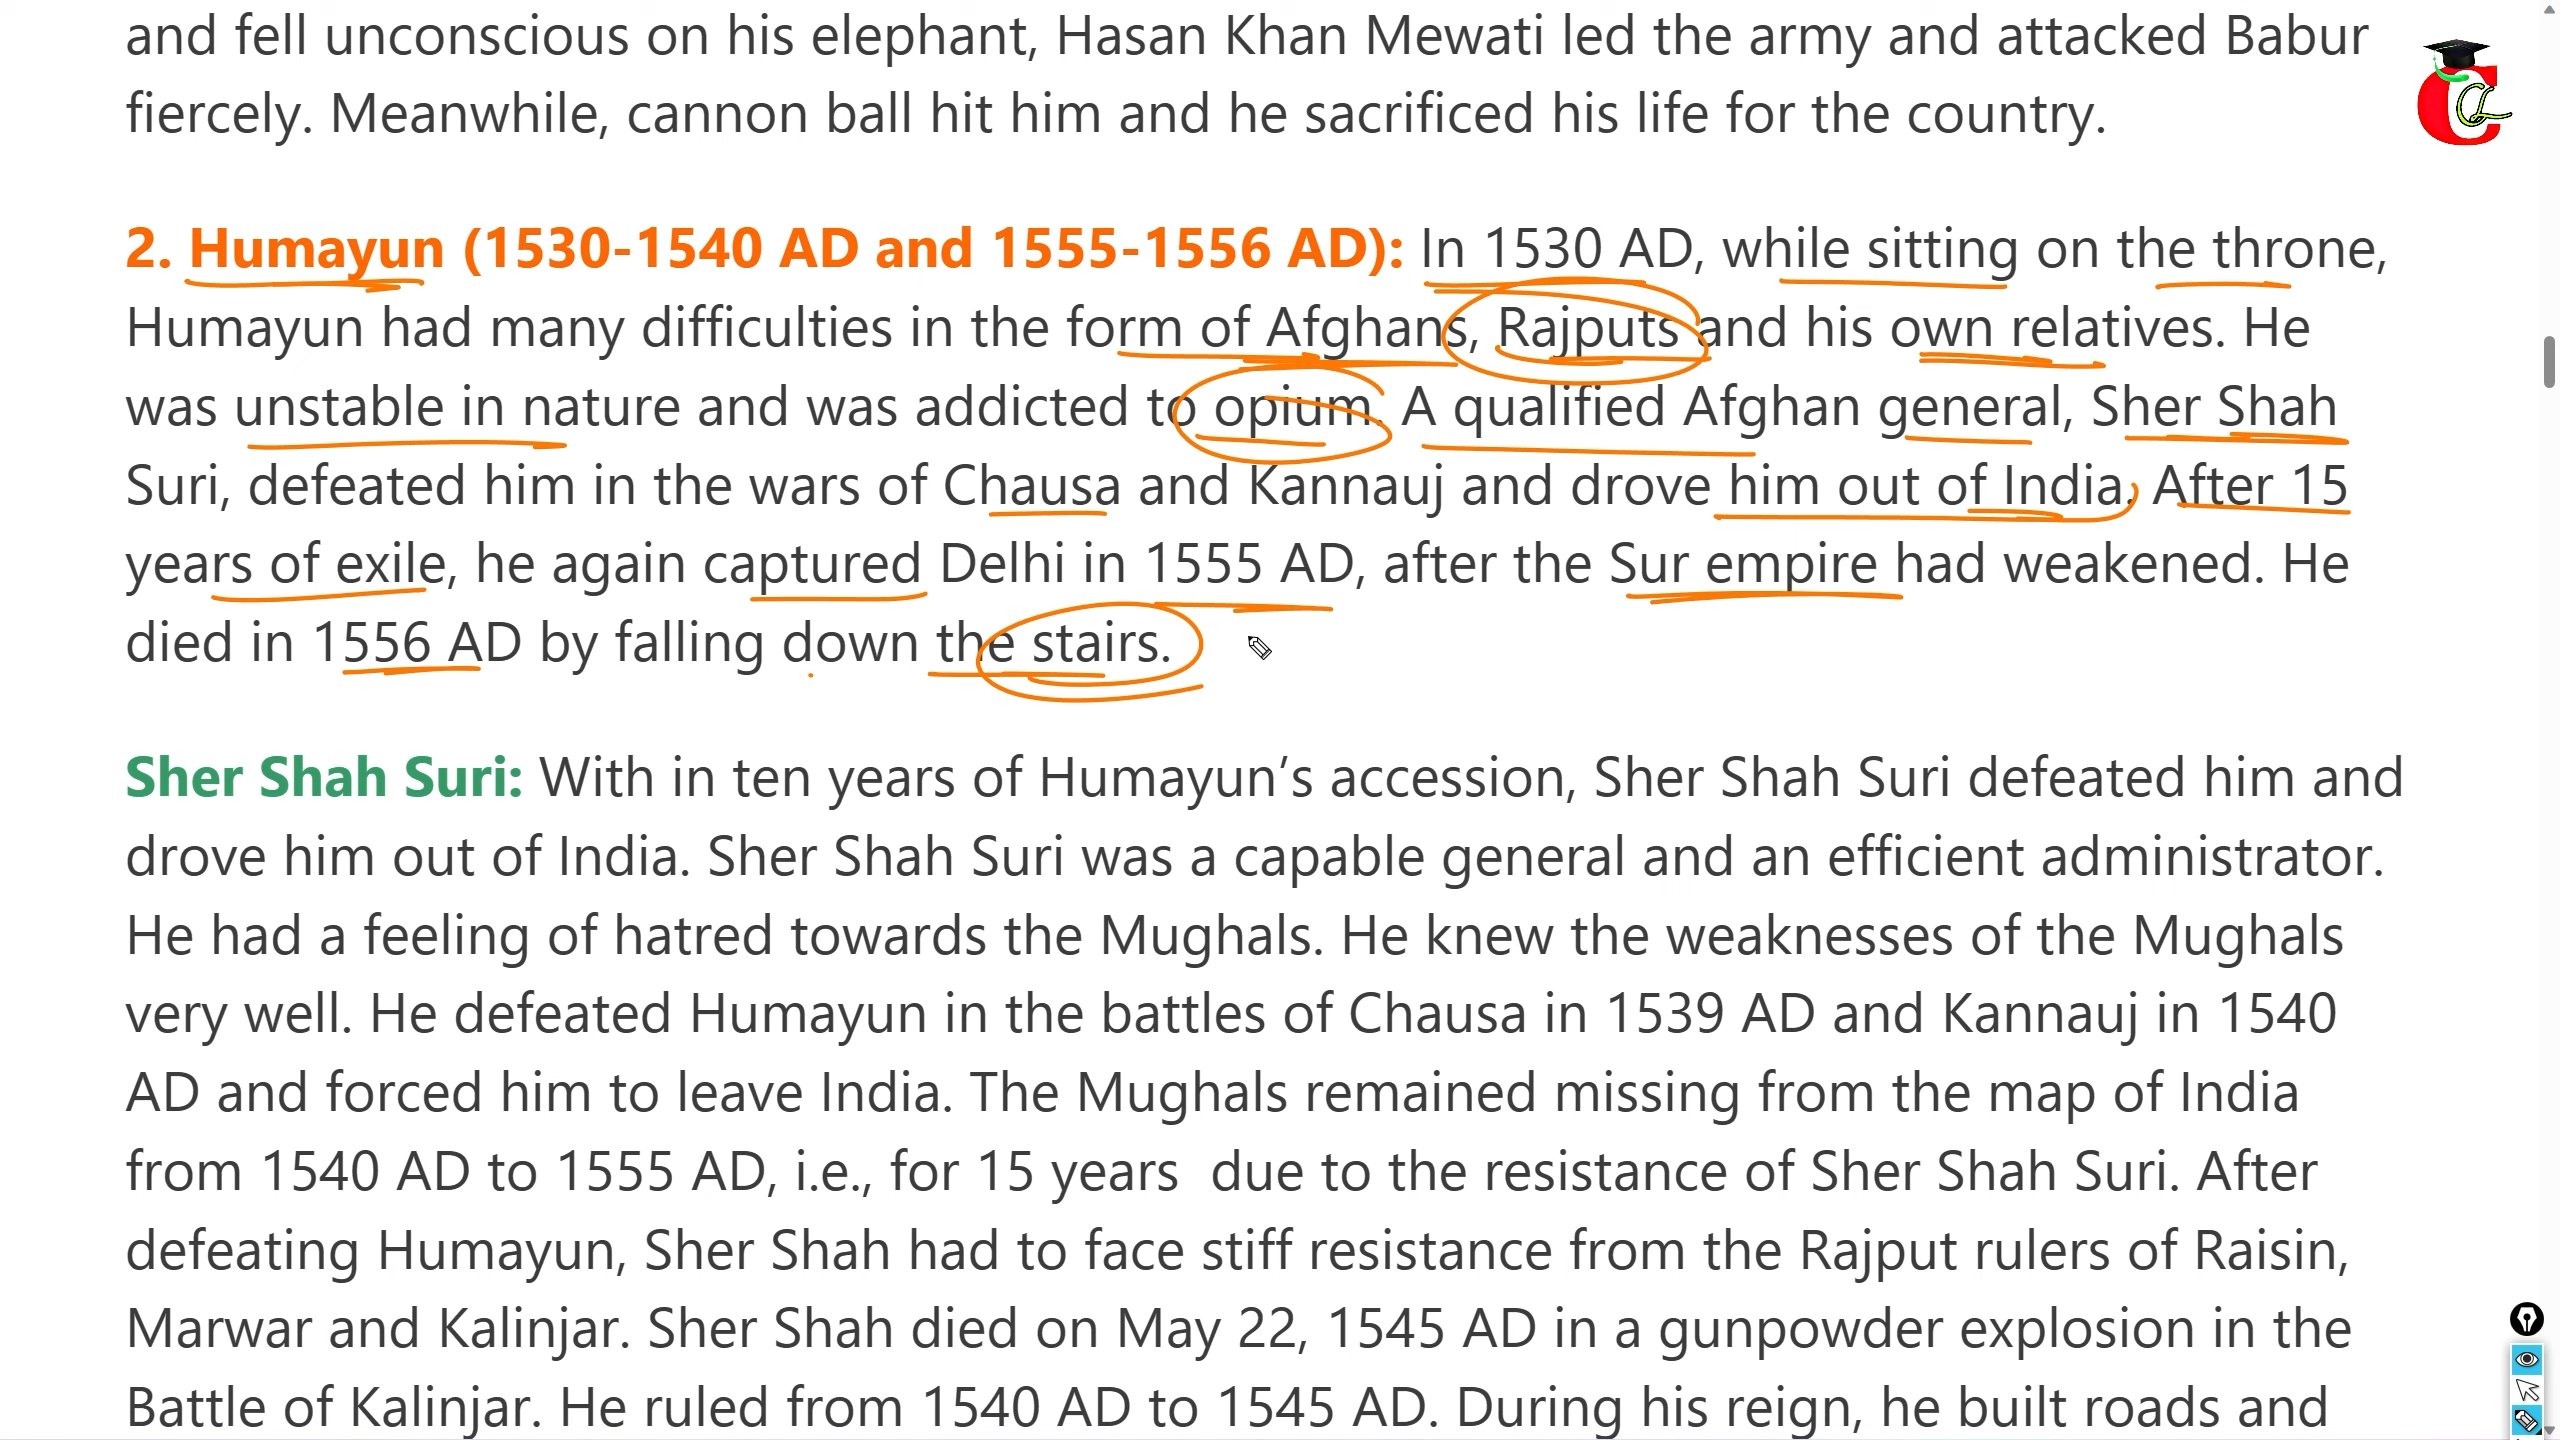 and fell unconscious on his elephant, Hasan Khan Mewati led the army and attacked Babur
fiercely. Meanwhile, cannon ball hit him and he sacrificed his life for the country.
2. Humayun (1530-1540 AD and 1555-1556 AD): In 1530 AD, while sitting on the throne,
Humayun had many difficulties in the form of Afghans, Rajputs and his own relatives. He
was unstable in nature and was addicted to opium. A qualified Afghan general, Sher Shah
Suri, defeated him in the wars of Chausa and Kannauj and drove him out of India. After 15
years of exile, he again captured Delhi in 1555 AD, after the Sur empire had weakened. He
died in 1556 AD by falling down the stairs.
Sher Shah Suri: With in ten years of Humayun’s accession, Sher Shah Suri defeated him and
drove him out of India. Sher Shah Suri was a capable general and an efficient administrator.
He had a feeling of hatred towards the Mughals. He knew the weaknesses of the Mughals
very well. He defeated Humayun in the battles of Chausa in 1539 AD and Kannauj in 1540
AD and forced him to leave India. The Mughals remained missing from the map of India
from 1540 AD to 1555 AD, i.e., for 15 years  due to the resistance of Sher Shah Suri. After
defeating Humayun, Sher Shah had to face stiff resistance from the Rajput rulers of Raisin,
Marwar and Kalinjar. Sher Shah died on May 22, 1545 AD in a gunpowder explosion in the
Battle of Kalinjar. He ruled from 1540 AD to 1545 AD. During his reign, he built roads and